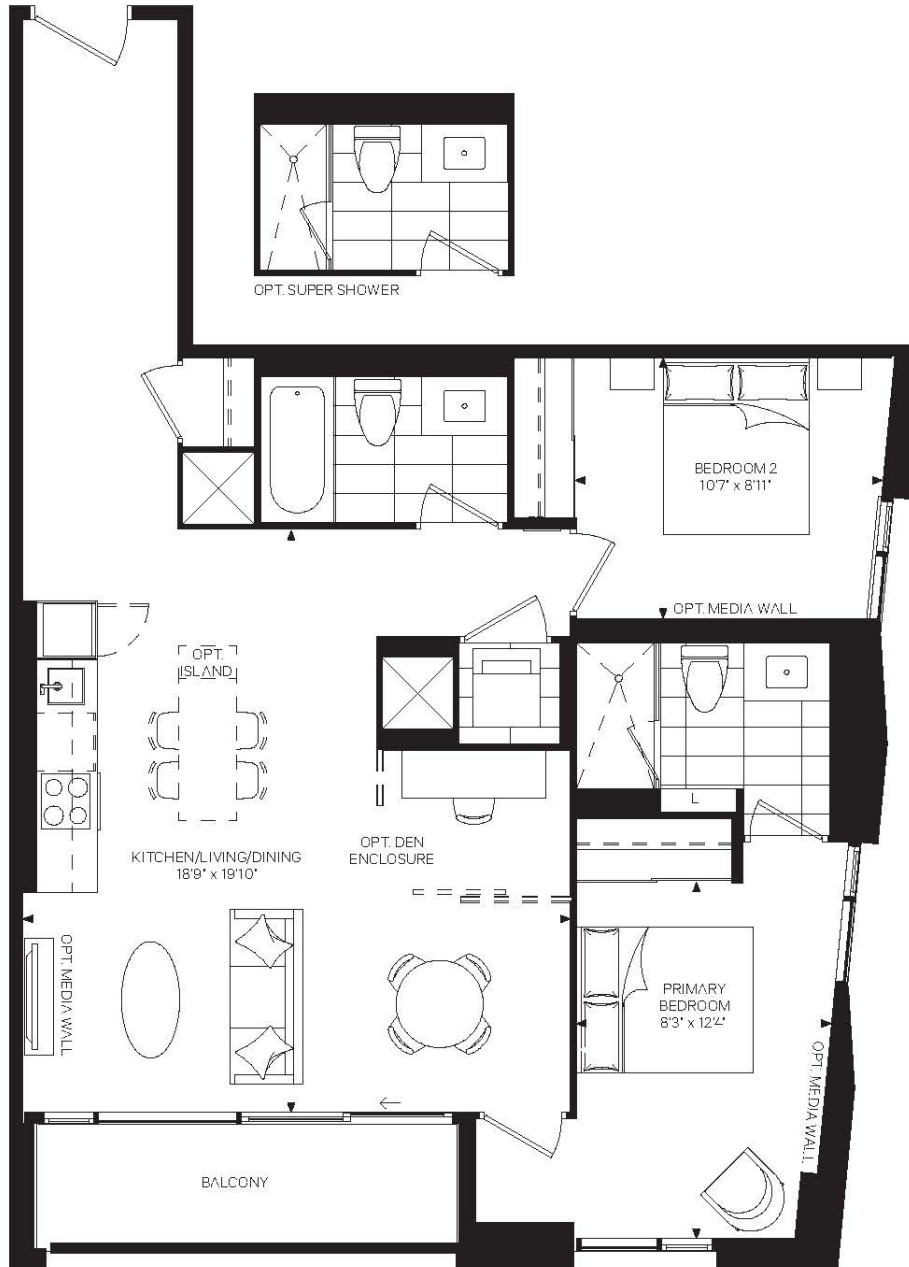 OPT. SUPER SHOWER
BEDROOM 2
10'7" x 8'11"
OPT. MEDIA WALL
OPT.
ISLAND
L
OPT. DEN
ENCLOSURE
KITCHEN/LIVING/DINING
18'9" x 19'10"
OPT. MEDIA WALL
PRIMARY
BEDROOM
8'3" x 12'4"
OPT. MEDIA WALL
BALCONY